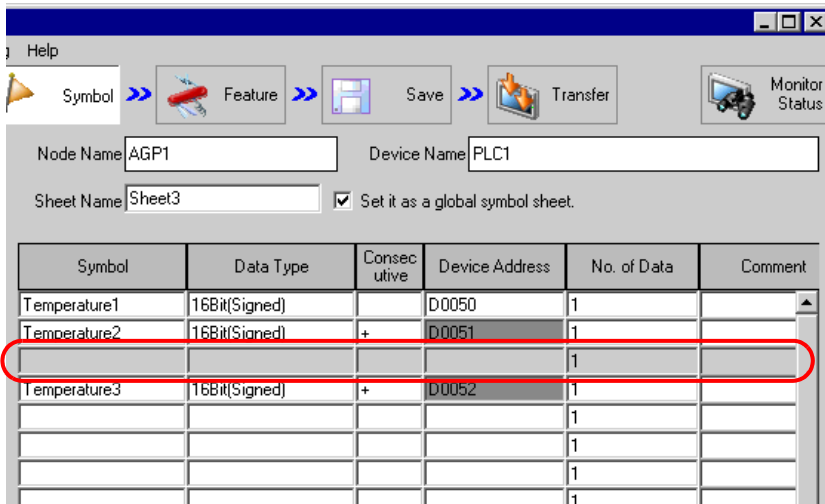 Help
Symbol Feature Save Transfer Monitor Status
Node Name AGP1 Device Name PLC1
Sheet Name Sheet3 Set it as a global symbol sheet.
Symbol Data Type Consecutive Device Address No. of Data Comment
Temperature1 16Bit(Signed) D0050 1
Temperature2 16Bit(Signed) + D0051 1
1
Temperature3 16Bit(Signed) + D0052 1
1
1
1
1